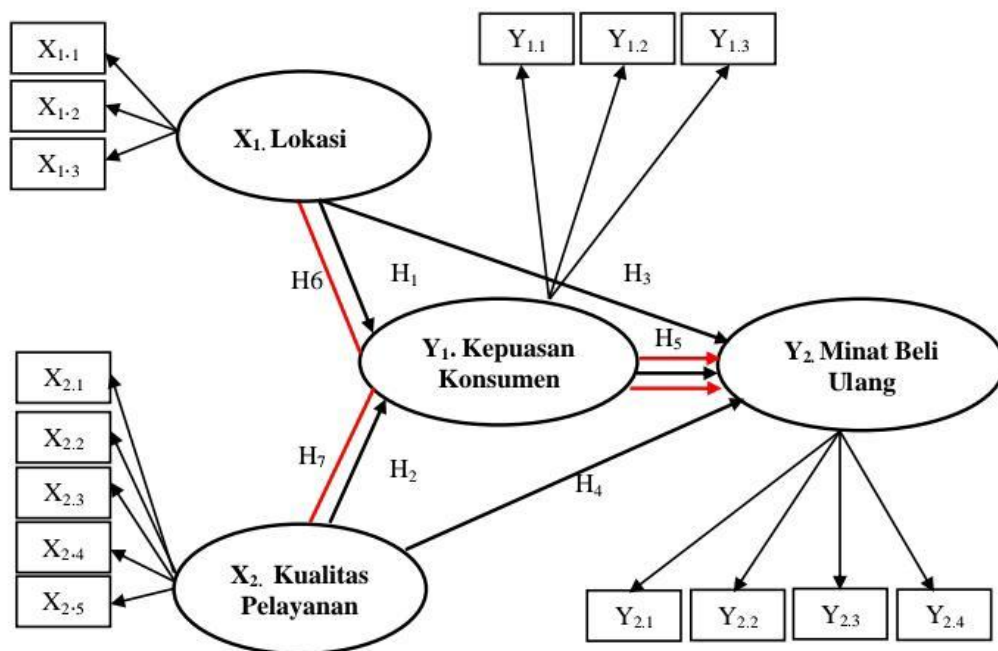 X₁.₁
X₁.₂
X₁.₃
Y₁.₁
Y₁.₂
Y₁.₃
X₁. Lokasi
H6
H₁
H₃
Y₁. Kepuasan
Konsumen
H₅
Y₂. Minat Beli
Ulang
X₂.₁
X₂.₂
X₂.₃
X₂.₄
X₂.₅
H₇
H₂
H₄
X₂. Kualitas
Pelayanan
Y₂.₁
Y₂.₂
Y₂.₃
Y₂.₄